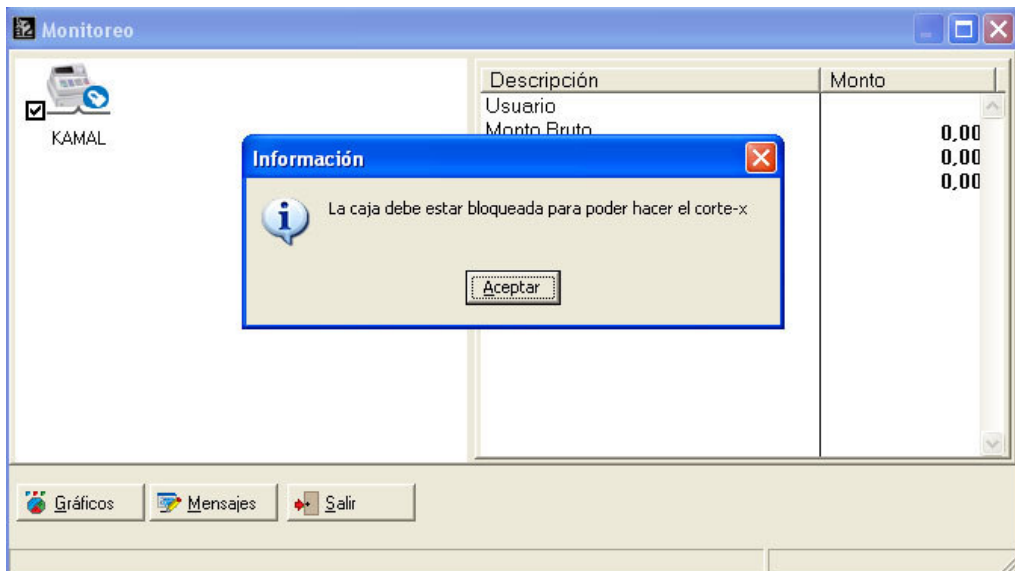 Monitoreo
KAMAL
Descripción Monto
Usuario
Monto Bruto 0,00
0,00
0,00
Información
La caja debe estar bloqueada para poder hacer el corte-x
Aceptar
Gráficos Mensajes Salir